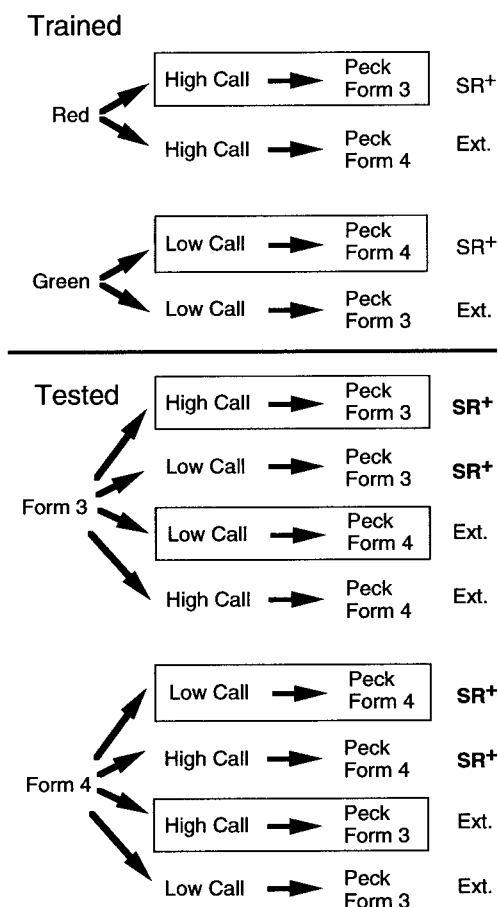 Trained
High Call Peck Form 3 SR+
Red
High Call Peck Form 4 Ext.
Low Call Peck Form 4 SR+
Green
Low Call Peck Form 3 Ext.
Tested
High Call Peck Form 3 SR+
Low Call Peck Form 3 SR+
Form 3
Low Call Peck Form 4 Ext.
High Call Peck Form 4 Ext.
Low Call Peck Form 4 SR+
High Call Peck Form 4 SR+
Form 4
High Call Peck Form 3 Ext.
Low Call Peck Form 3 Ext.